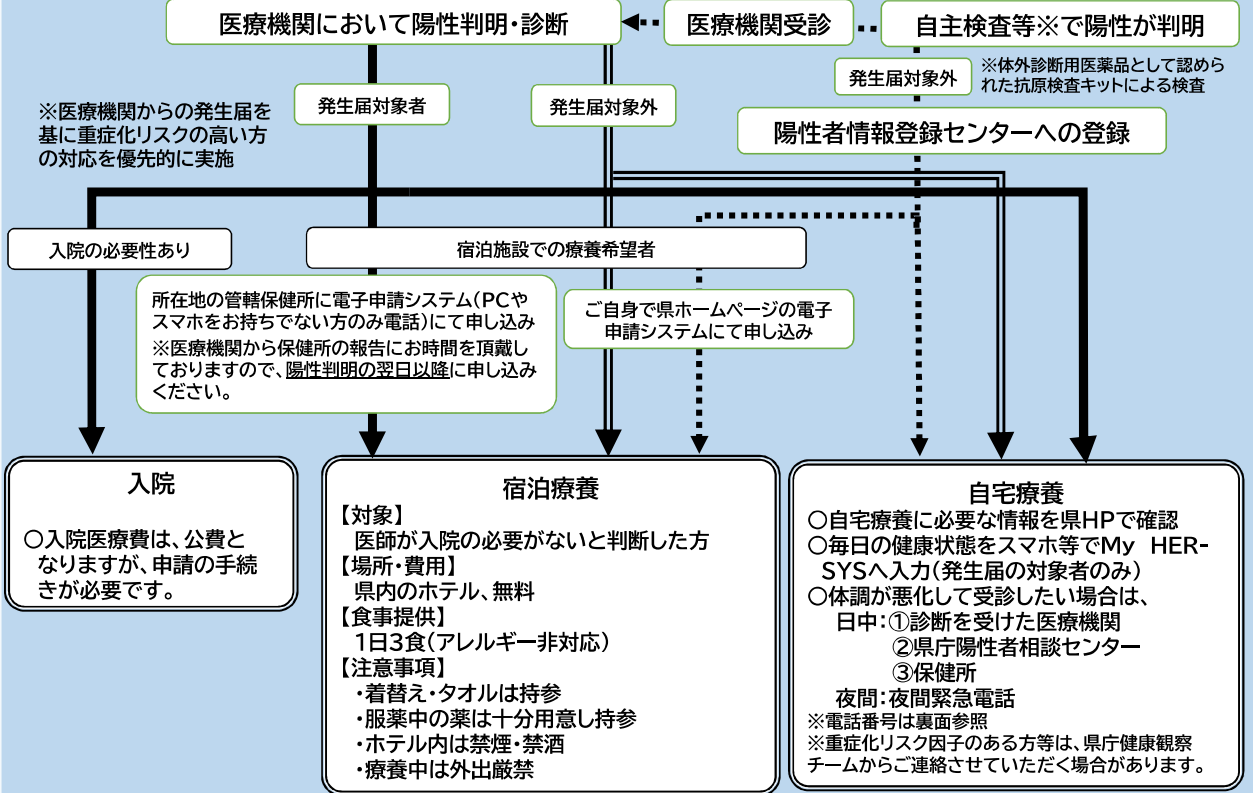 医療機関において陽性判明・診断
医療機関受診
自主検査等※で陽性が判明
発生届対象者
発生届対象外
発生届対象外
※体外診断用医薬品として認めら
れた抗原検査キットによる検査
※医療機関からの発生届を
基に重症化リスクの高い方
の対応を優先的に実施
陽性者情報登録センターへの登録
入院の必要性あり
宿泊施設での療養希望者
所在地の管轄保健所に電子申請システム(PCや
スマホをお持ちでない方のみ電話)にて申し込み
※医療機関から保健所の報告にお時間を頂戴し
ておりますので、陽性判明の翌日以降に申し込み
ください。
ご自身で県ホームページの電子
申請システムにて申し込み
入院
○入院医療費は、公費と
なりますが、申請の手続
きが必要です。
宿泊療養
【対象】
医師が入院の必要がないと判断した方
【場所・費用】
県内のホテル、無料
【食事提供】
1日3食(アレルギー非対応)
【注意事項】
・着替え・タオルは持参
・服薬中の薬は十分用意し持参
・ホテル内は禁煙・禁酒
・療養中は外出厳禁
自宅療養
○自宅療養に必要な情報を県HPで確認
○毎日の健康状態をスマホ等でMy HER-
SYSへ入力(発生届の対象者のみ)
○体調が悪化して受診したい場合は、
日中:①診断を受けた医療機関
②県庁陽性者相談センター
③保健所
夜間:夜間緊急電話
※電話番号は裏面参照
※重症化リスク因子のある方等は、県庁健康観察
チームからご連絡させていただく場合があります。